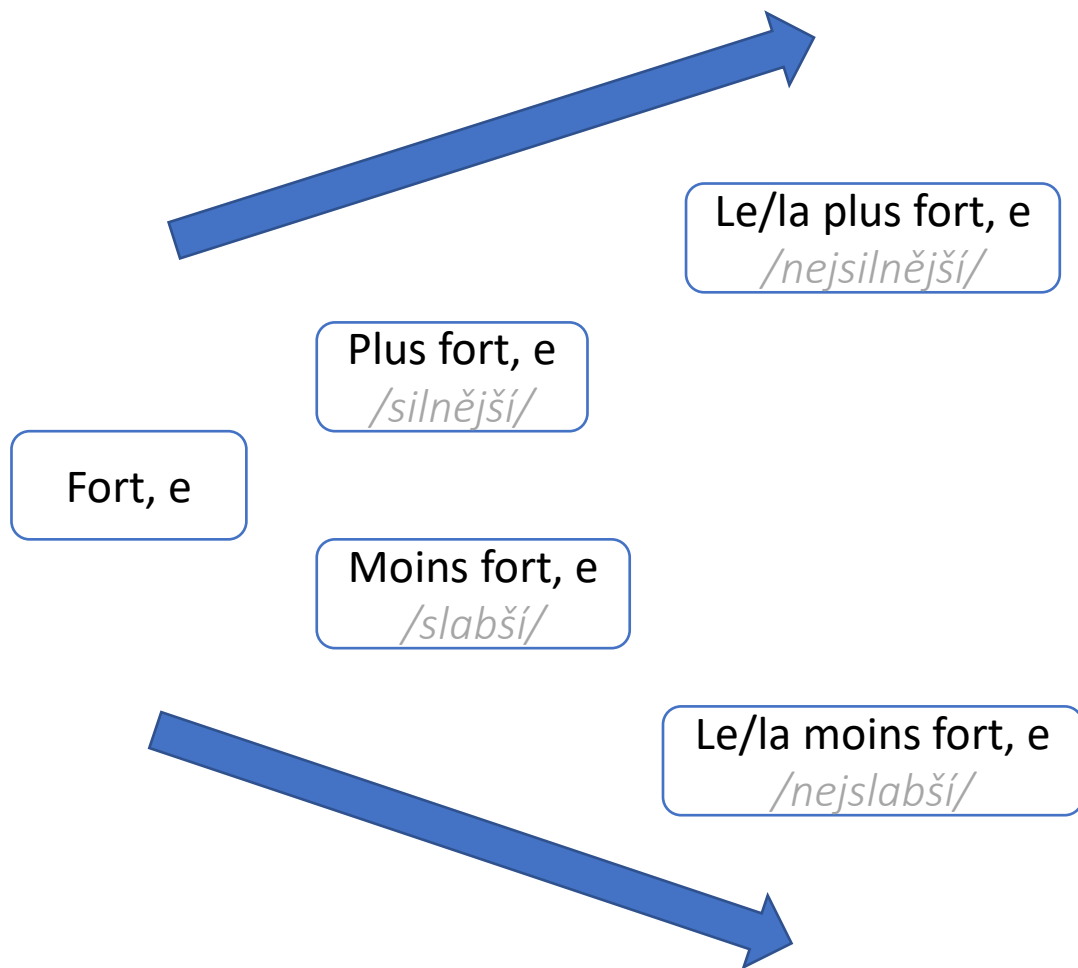 Le/la plus fort, e
/nejsilnější/
Plus fort, e
/silnější/
Fort, e
Moins fort, e
/slabší/
Le/la moins fort, e
/nejslabší/